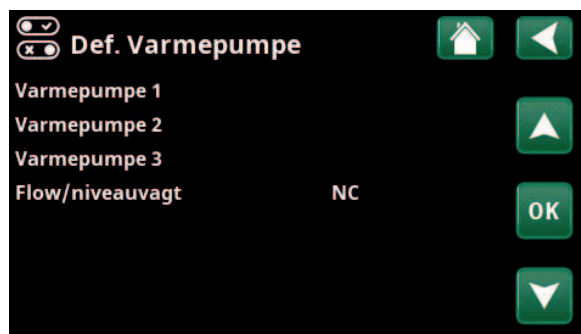 Def. Varmepumpe
Varmepumpe 1
Varmepumpe 2
Varmepumpe 3
Flow/niveauvagt NC
OK